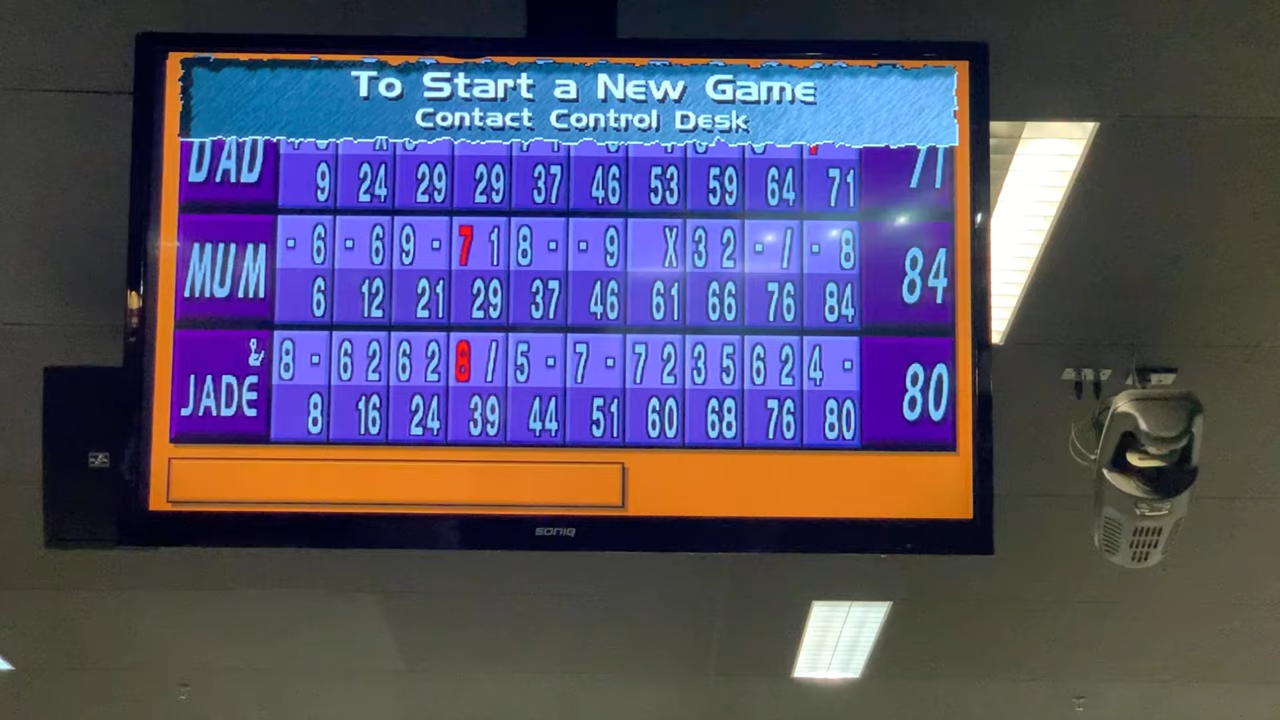 To Start a New Game
Contact Control Desk
DAD 71
9 24 29 29 37 46 53 59 64 71
- 6 - 6 9 - 7 1 8 - - 9 X 3 2 - / - 8
MUM 84
6 12 21 29 37 46 61 66 76 84
8 - 6 2 6 2 8 / 5 - 7 - 7 2 3 5 6 2 4 -
JADE 80
8 16 24 39 44 51 60 68 76 80
SONIQ